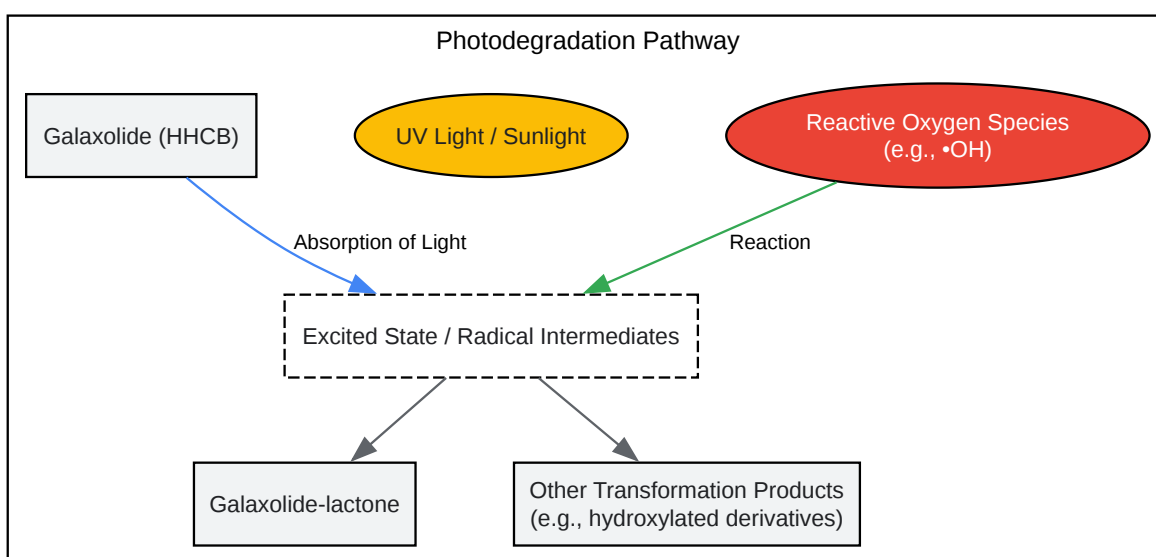 Photodegradation Pathway
Galaxolide (HHCB)
UV Light / Sunlight
Reactive Oxygen Species
(e.g., •OH)
Absorption of Light
Reaction
Excited State / Radical Intermediates
Galaxolide-lactone
Other Transformation Products
(e.g., hydroxylated derivatives)